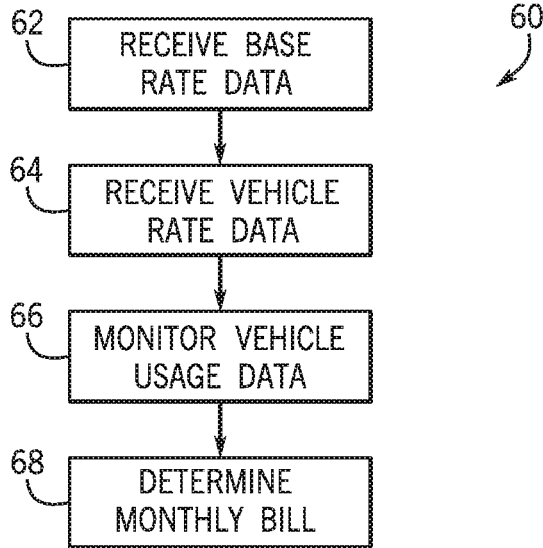 62
RECEIVE BASE
RATE DATA
60
64
RECEIVE VEHICLE
RATE DATA
66
MONITOR VEHICLE
USAGE DATA
68
DETERMINE
MONTHLY BILL